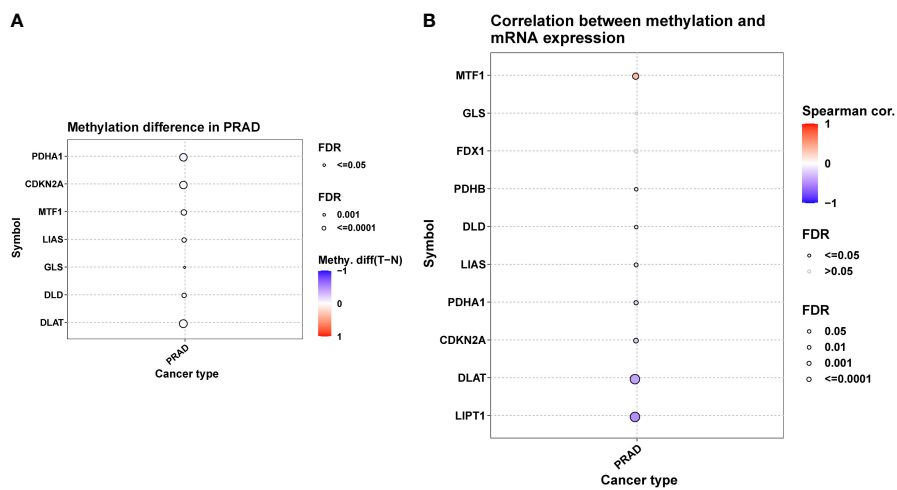 A
Methylation difference in PRAD
Symbol
PDHA1
CDKN2A
MTF1
LIAS
GLS
DLD
DLAT
PRAD
Cancer type
FDR
<=0.05
FDR
0.001
<=0.0001
Methy. diff(T−N)
−1
0
1
B
Correlation between methylation and
mRNA expression
Symbol
MTF1
GLS
FDX1
PDHB
DLD
LIAS
PDHA1
CDKN2A
DLAT
LIPT1
PRAD
Cancer type
Spearman cor.
1
0
−1
FDR
<=0.05
>0.05
FDR
0.05
0.01
0.001
<=0.0001